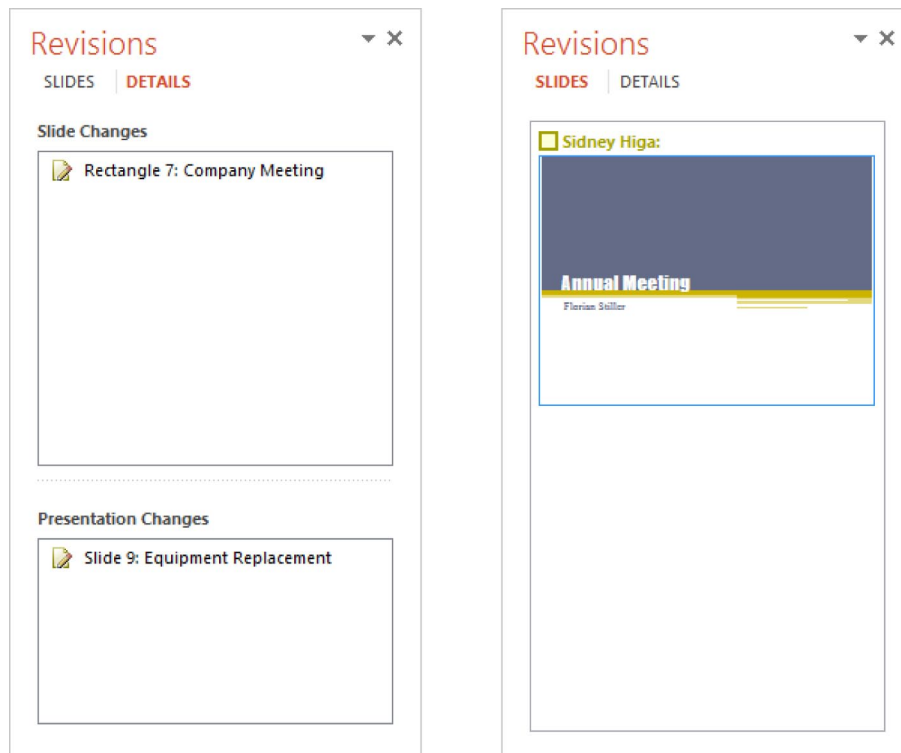 Revisions
SLIDES DETAILS
Slide Changes
Rectangle 7: Company Meeting
Presentation Changes
Slide 9: Equipment Replacement
Revisions
SLIDES DETAILS
Sidney Higa:
Annual Meeting
Florian Stiller